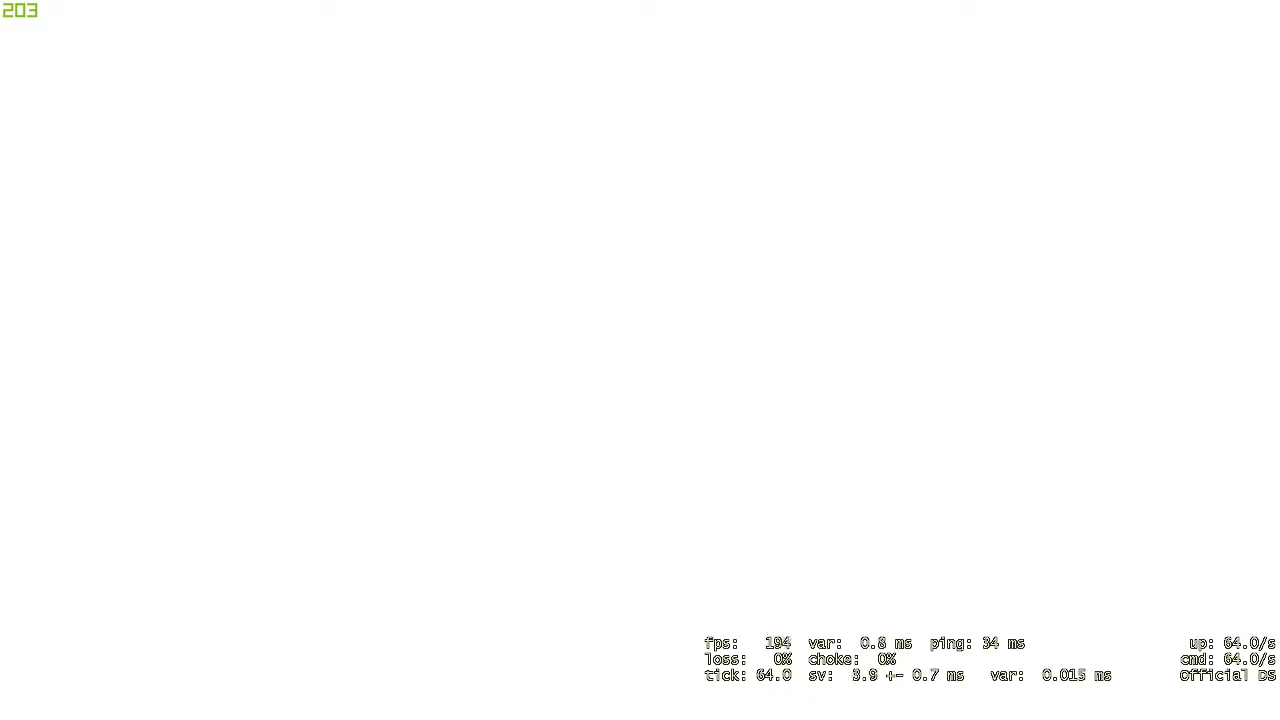 203
fps: 194 var: 0.8 ms ping: 34 ms up: 64.0/s
loss: 0% choke: 0% cmd: 64.0/s
tick: 64.0 sv: 3.9 +- 0.7 ms var: 0.015 ms Official DS